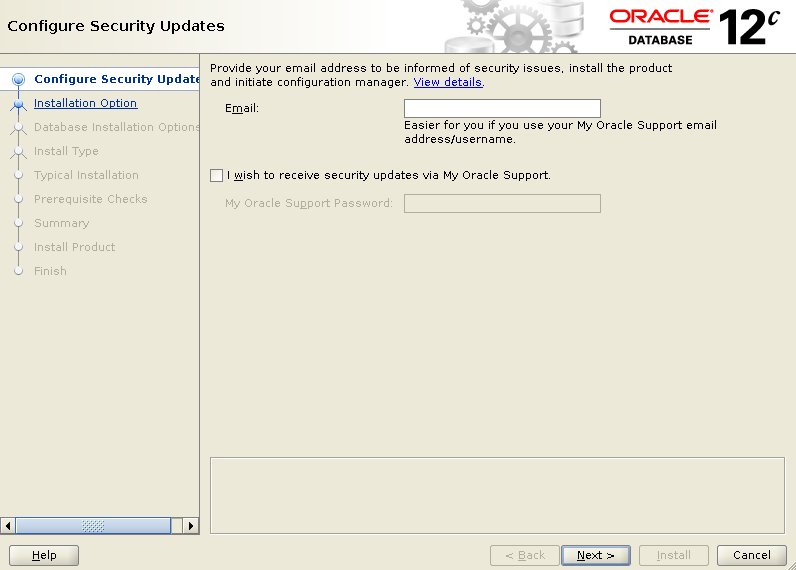 Configure Security Updates
ORACLE®
DATABASE
12c
Configure Security Update
Installation Option
Database Installation Options
Install Type
Typical Installation
Prerequisite Checks
Summary
Install Product
Finish
Provide your email address to be informed of security issues, install the product
and initiate configuration manager. View details.
Email:
Easier for you if you use your My Oracle Support email
address/username.
I wish to receive security updates via My Oracle Support.
My Oracle Support Password:
Help
< Back
Next >
Install
Cancel